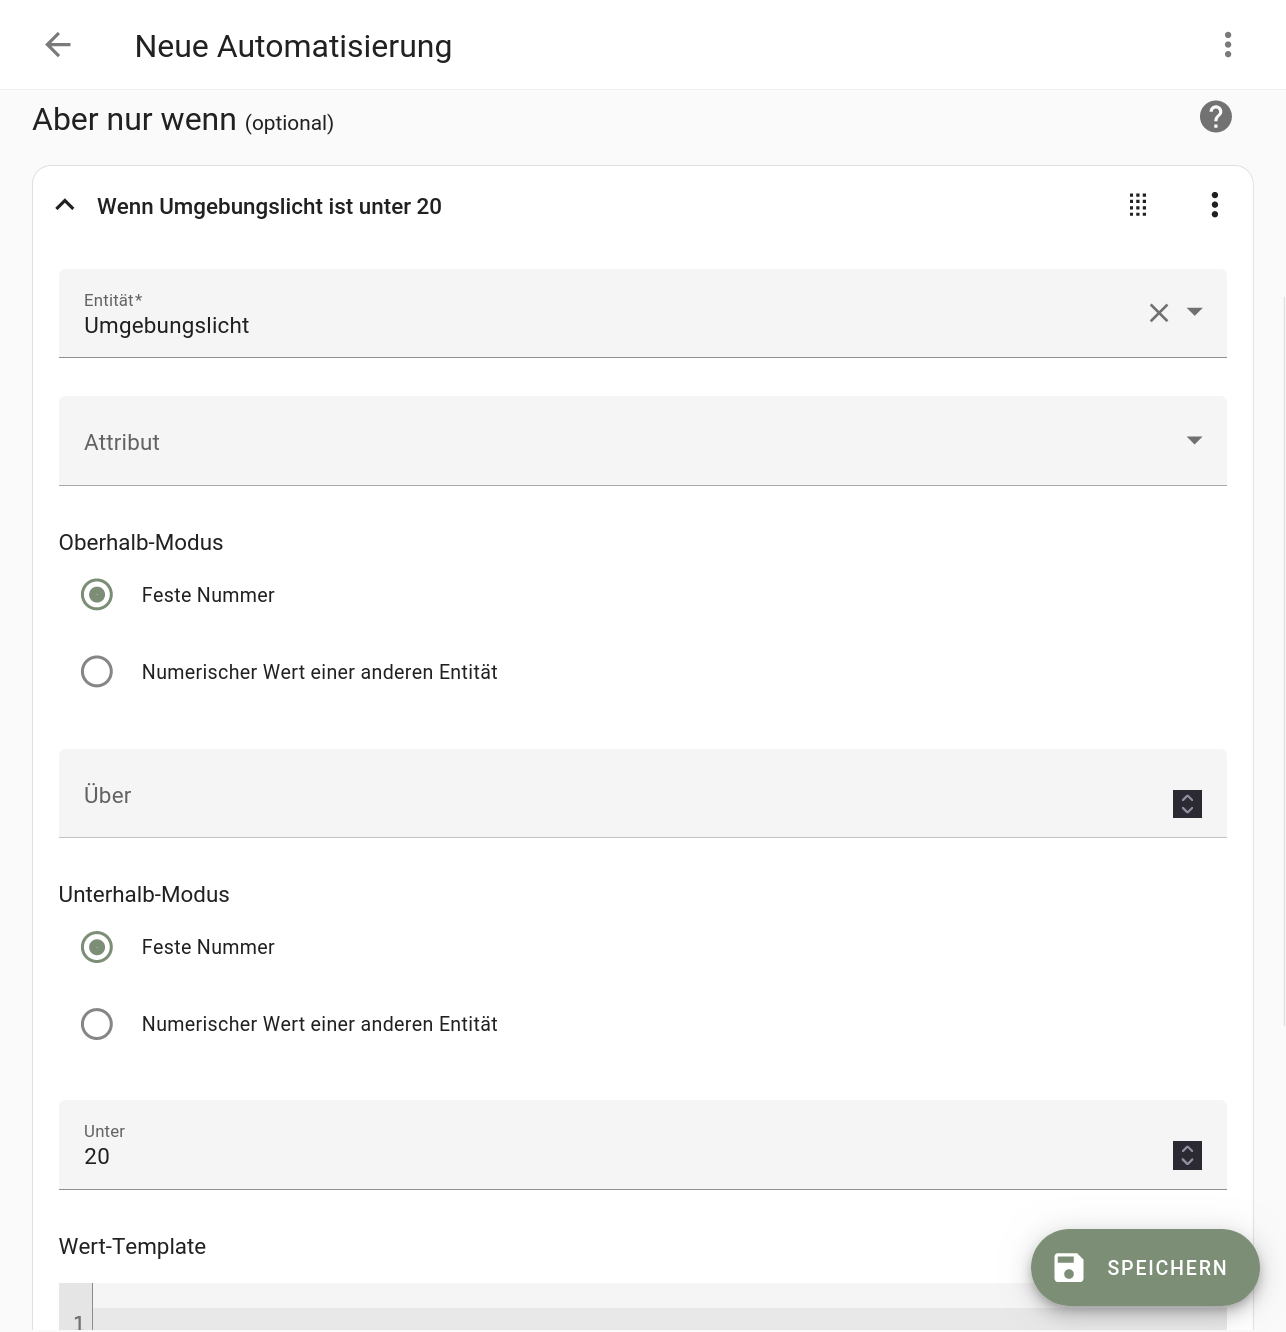 Neue Automatisierung
Aber nur wenn (optional)
Wenn Umgebungslicht ist unter 20
Entität*
Umgebungslicht
Attribut
Oberhalb-Modus
Feste Nummer
Numerischer Wert einer anderen Entität
Über
Unterhalb-Modus
Feste Nummer
Numerischer Wert einer anderen Entität
Unter
20
Wert-Template
SPEICHERN
1